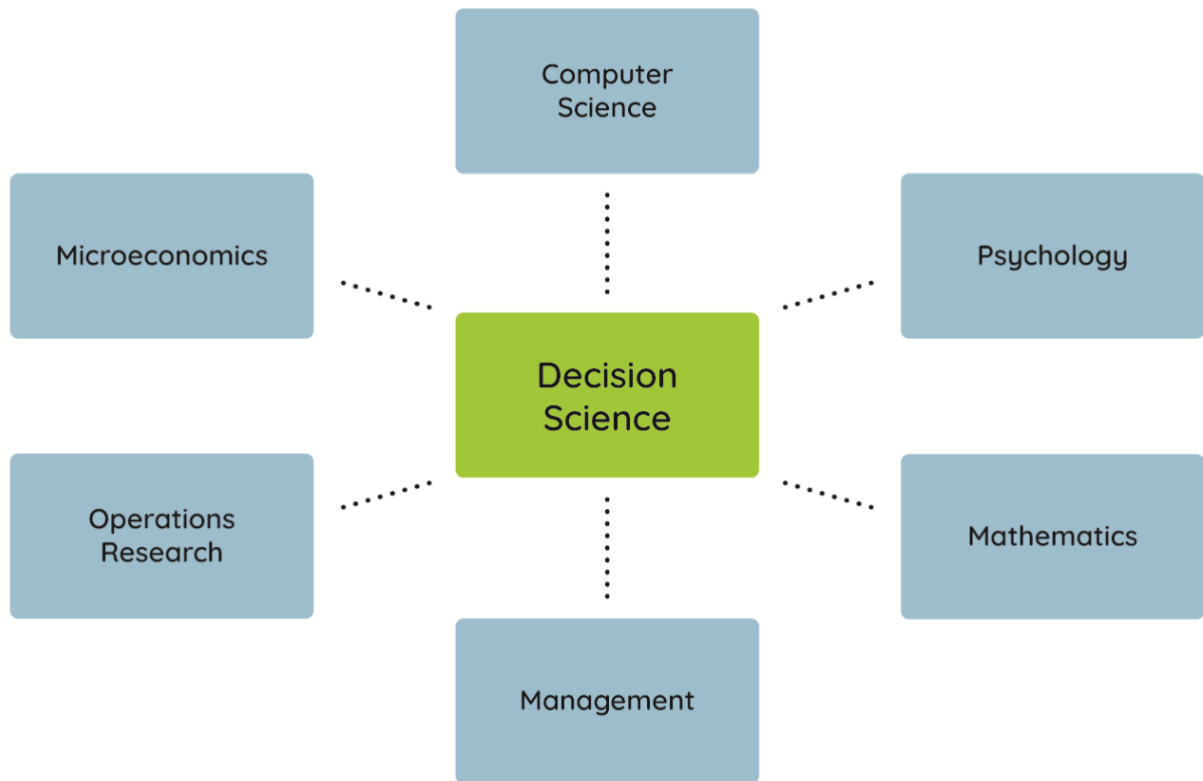 Computer
Science
Microeconomics
Psychology
Decision
Science
Operations
Research
Mathematics
Management